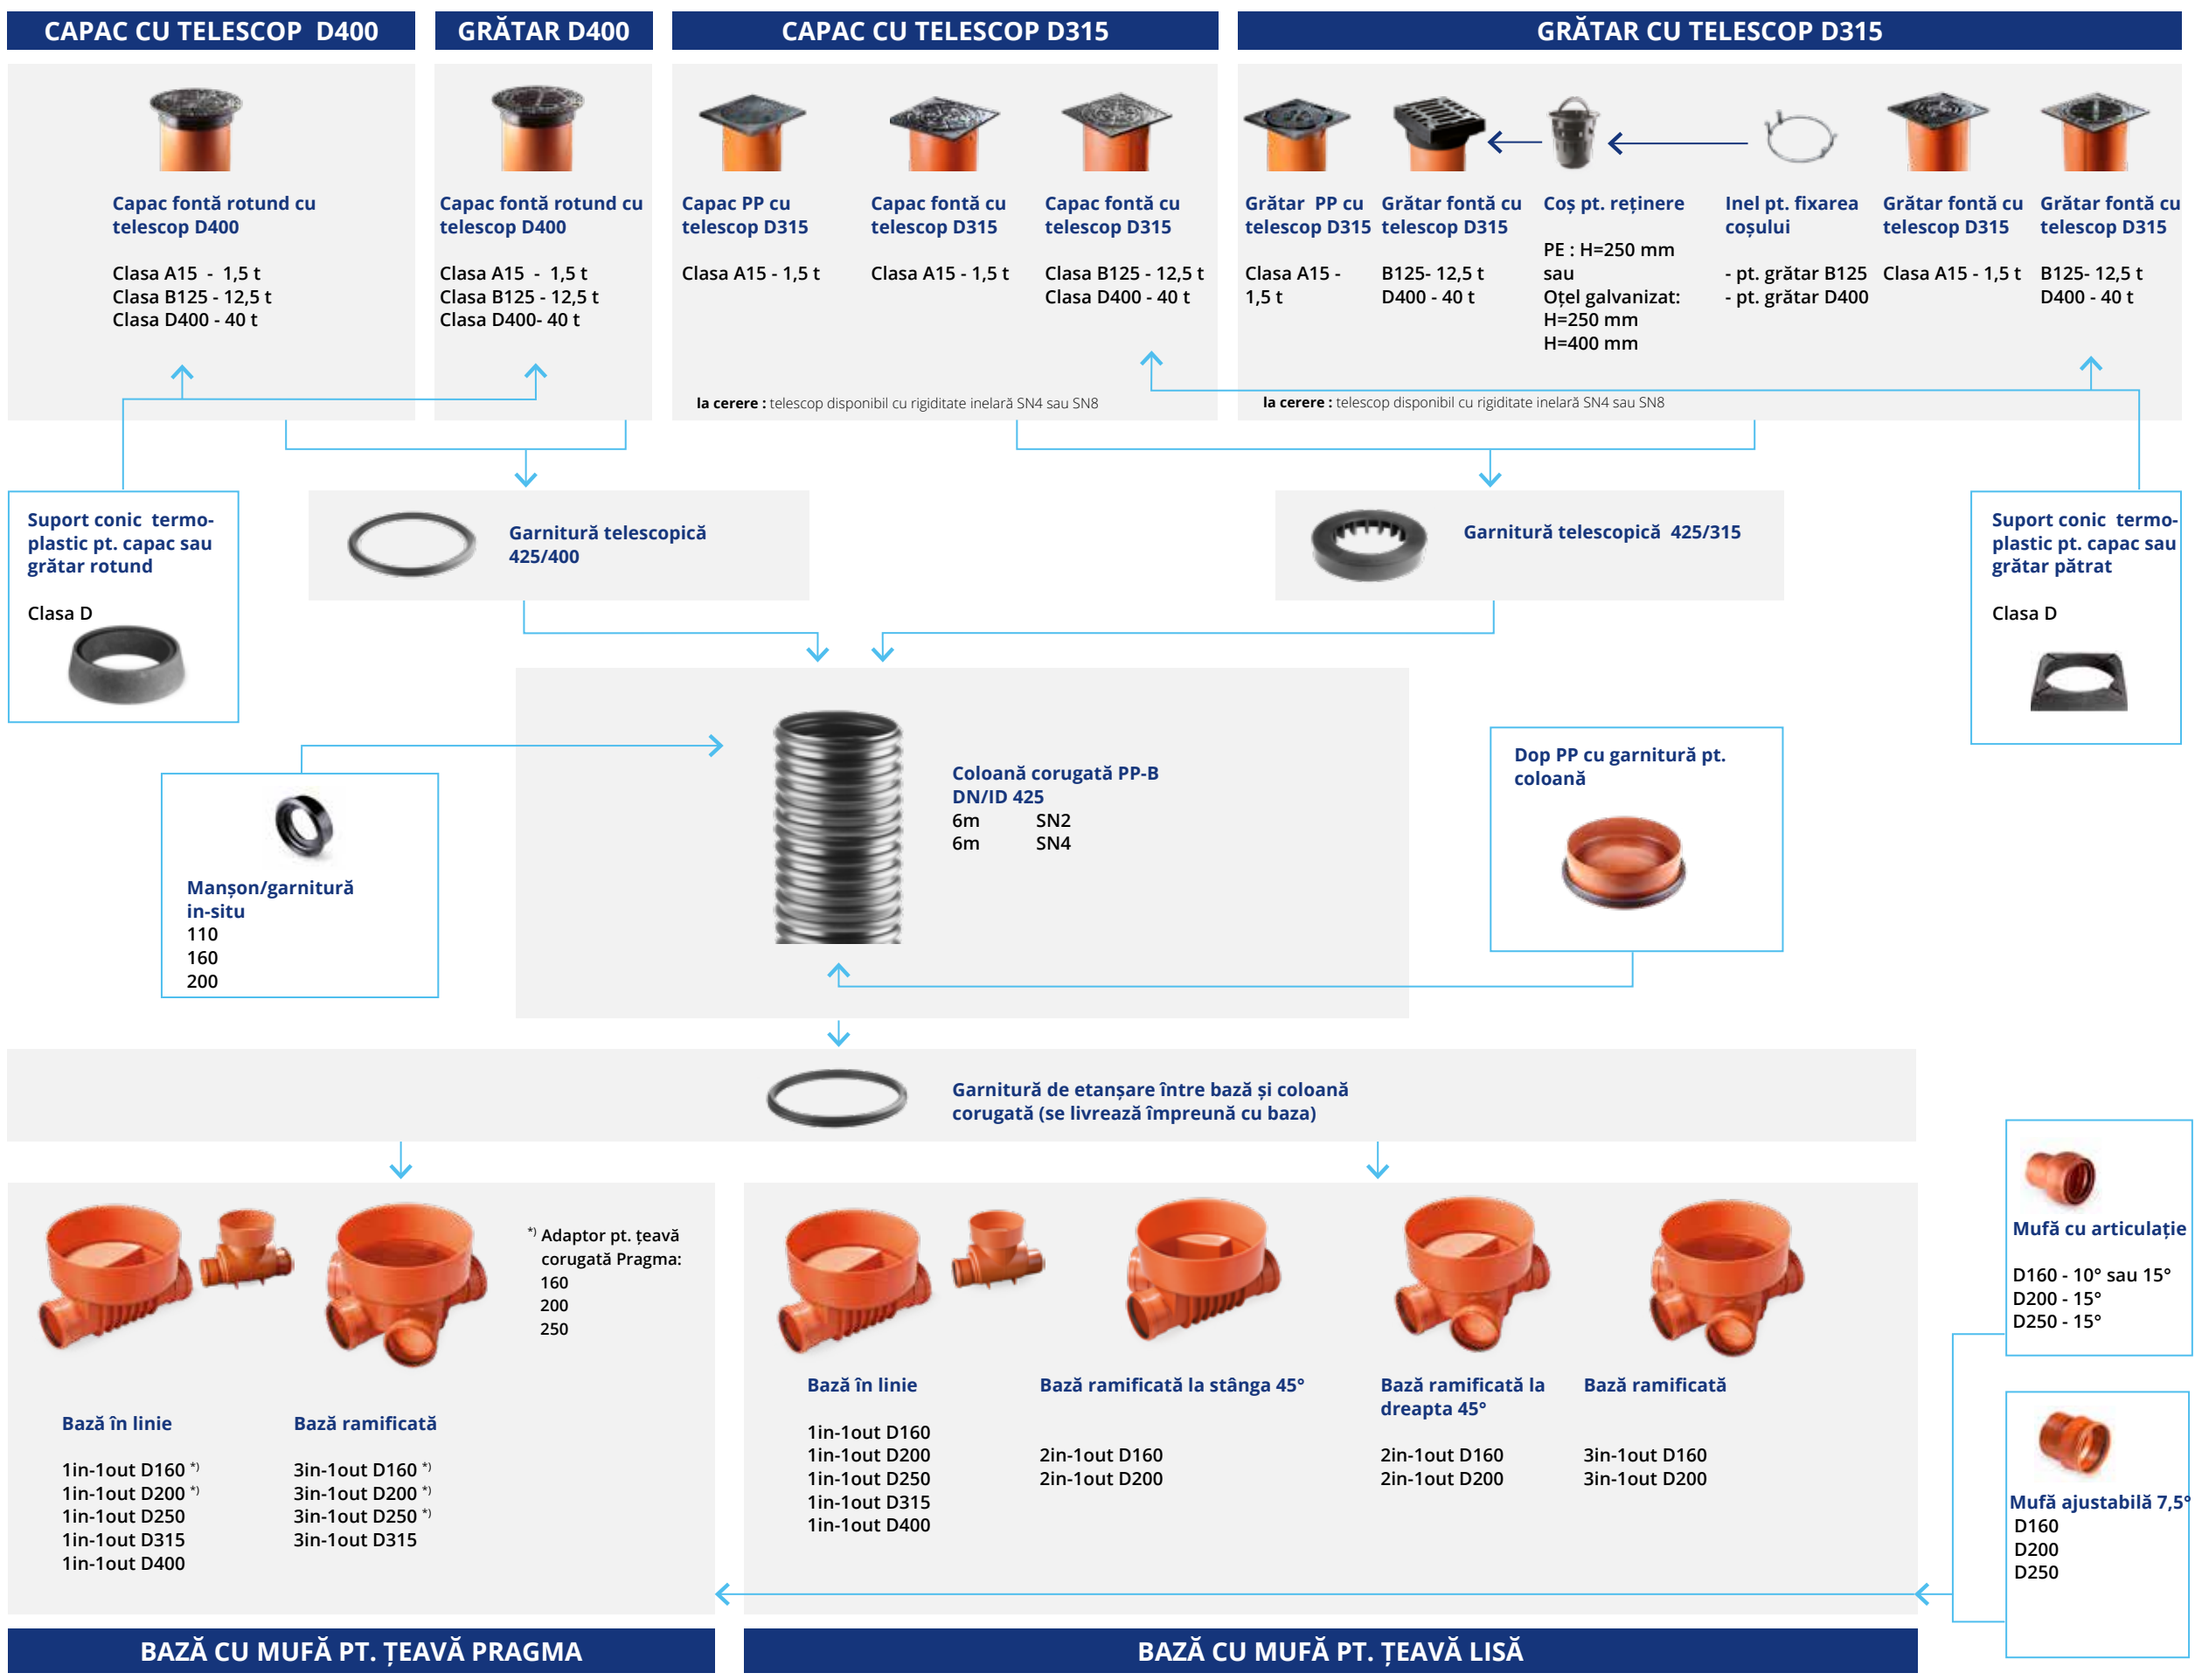 CAPAC CU TELESCOP  D400
GRĂTAR D400
CAPAC CU TELESCOP D315
GRĂTAR CU TELESCOP D315
Capac fontă rotund cu
telescop D400
Clasa A15  -  1,5 t
Clasa B125 - 12,5 t
Clasa D400 - 40 t
Capac fontă rotund cu
telescop D400
Clasa A15  -  1,5 t
Clasa B125 - 12,5 t
Clasa D400- 40 t
Capac PP cu
telescop D315
Clasa A15 - 1,5 t
Capac fontă cu
telescop D315
Clasa A15 - 1,5 t
Capac fontă cu
telescop D315
Clasa B125 - 12,5 t
Clasa D400 - 40 t
la cerere : telescop disponibil cu rigiditate inelară SN4 sau SN8
Grătar  PP cu
telescop D315
Clasa A15 -
1,5 t
Grătar fontă cu
telescop D315
B125- 12,5 t
D400 - 40 t
Coș pt. reținere
PE : H=250 mm
sau
Oțel galvanizat:
H=250 mm
H=400 mm
Inel pt. fixarea
coșului
- pt. grătar B125
- pt. grătar D400
Grătar fontă cu
telescop D315
Clasa A15 - 1,5 t
Grătar fontă cu
telescop D315
B125- 12,5 t
D400 - 40 t
la cerere : telescop disponibil cu rigiditate inelară SN4 sau SN8
Suport conic  termo-
plastic pt. capac sau
grătar rotund
Clasa D
Garnitură telescopică
425/400
Garnitură telescopică  425/315
Suport conic  termo-
plastic pt. capac sau
grătar pătrat
Clasa D
Manșon/garnitură
in-situ
110
160
200
Coloană corugată PP-B
DN/ID 425
6m SN2
6m SN4
Dop PP cu garnitură pt.
coloană
Garnitură de etanșare între bază și coloană
corugată (se livrează împreună cu baza)
*) Adaptor pt. țeavă
corugată Pragma:
160
200
250
Bază în linie
1in-1out D160 *)
1in-1out D200 *)
1in-1out D250
1in-1out D315
1in-1out D400
Bază ramificată
3in-1out D160 *)
3in-1out D200 *)
3in-1out D250 *)
3in-1out D315
Bază în linie
1in-1out D160
1in-1out D200
1in-1out D250
1in-1out D315
1in-1out D400
Bază ramificată la stânga 45°
2in-1out D160
2in-1out D200
Bază ramificată la
dreapta 45°
2in-1out D160
2in-1out D200
Bază ramificată
3in-1out D160
3in-1out D200
Mufă cu articulație
D160 - 10° sau 15°
D200 - 15°
D250 - 15°
Mufă ajustabilă 7,5°
D160
D200
D250
BAZĂ CU MUFĂ PT. ȚEAVĂ PRAGMA
BAZĂ CU MUFĂ PT. ȚEAVĂ LISĂ